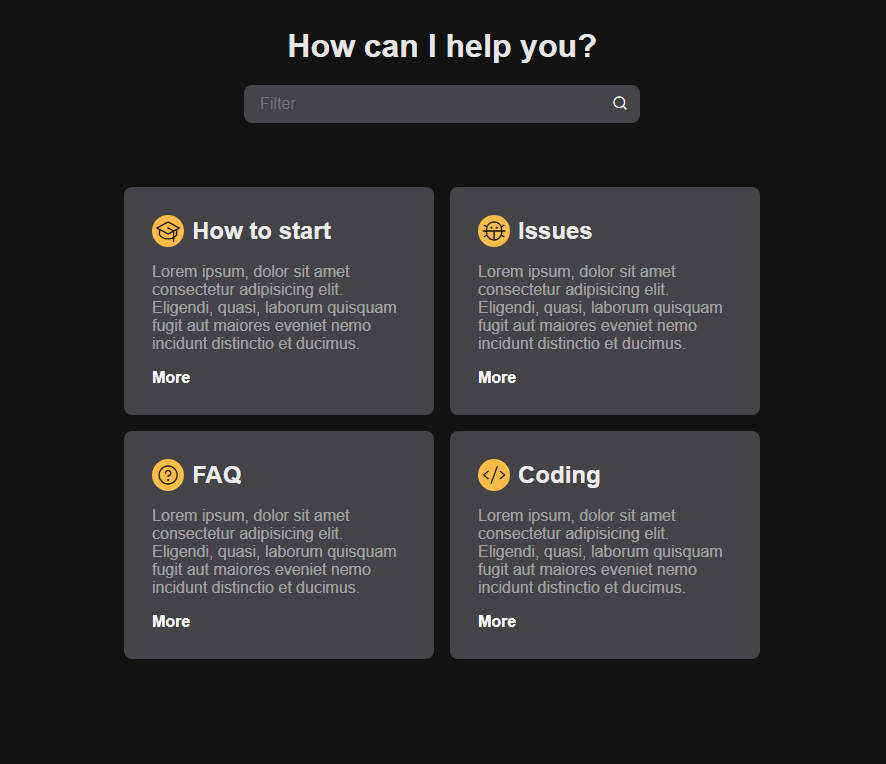 How can I help you?
Filter
How to start
Lorem ipsum, dolor sit amet
consectetur adipisicing elit.
Eligendi, quasi, laborum quisquam
fugit aut maiores eveniet nemo
incidunt distinctio et ducimus.
More
Issues
Lorem ipsum, dolor sit amet
consectetur adipisicing elit.
Eligendi, quasi, laborum quisquam
fugit aut maiores eveniet nemo
incidunt distinctio et ducimus.
More
FAQ
Lorem ipsum, dolor sit amet
consectetur adipisicing elit.
Eligendi, quasi, laborum quisquam
fugit aut maiores eveniet nemo
incidunt distinctio et ducimus.
More
Coding
Lorem ipsum, dolor sit amet
consectetur adipisicing elit.
Eligendi, quasi, laborum quisquam
fugit aut maiores eveniet nemo
incidunt distinctio et ducimus.
More